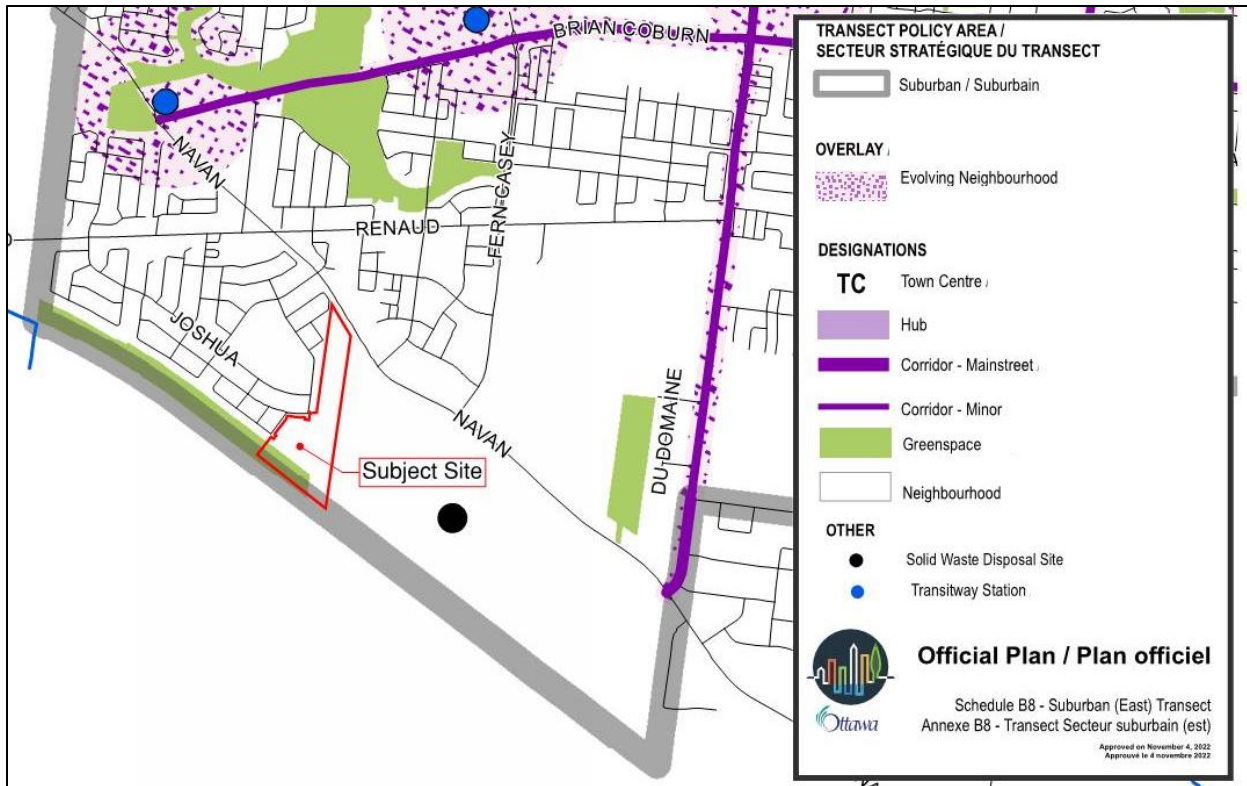 BRIAN COBURN
NAVAN
FERN-CASEY
RENAUD
JOSHUA
NAVAN
DU-DOMAINE
Subject Site
TRANSECT POLICY AREA /
SECTEUR STRATÉGIQUE DU TRANSECT
Suburban / Suburbain
OVERLAY /
Evolving Neighbourhood
DESIGNATIONS
TC Town Centre /
Hub
Corridor - Mainstreet /
Corridor - Minor
Greenspace
Neighbourhood
OTHER
Solid Waste Disposal Site
Transitway Station
Official Plan / Plan officiel
Ottawa
Schedule B8 - Suburban (East) Transect
Annexe B8 - Transect Secteur suburbain (est)
Approved on November 4, 2022
Approuvé le 4 novembre 2022